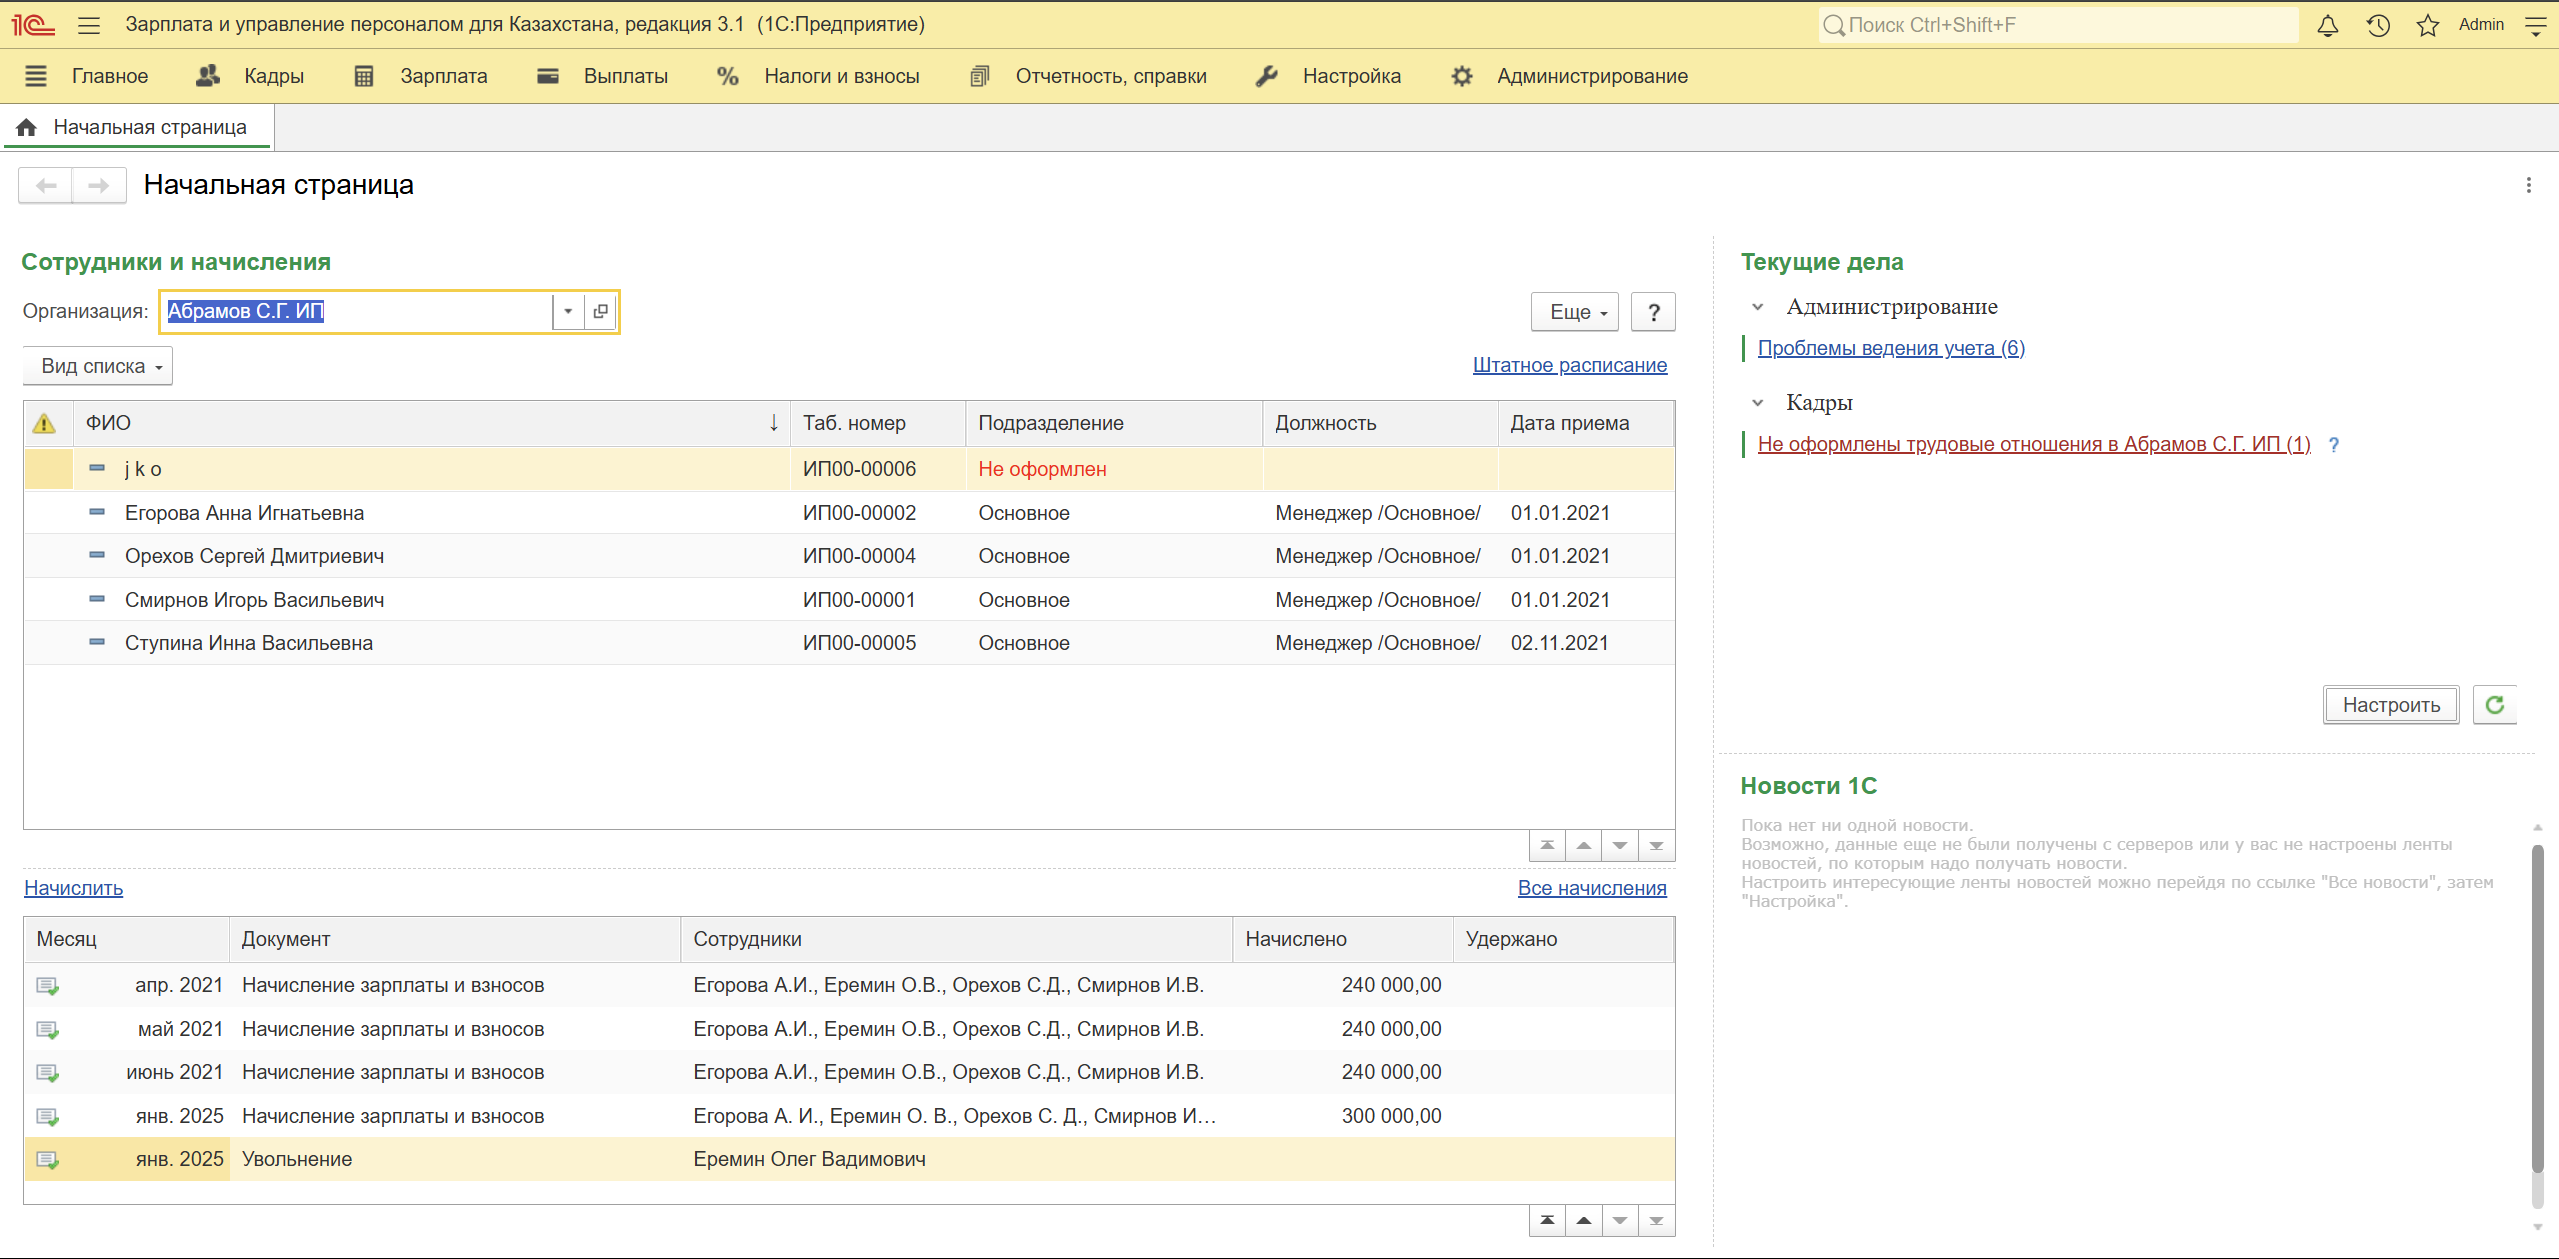 1С Зарплата и управление персоналом для Казахстана, редакция 3.1 (1С:Предприятие) Поиск Ctrl+Shift+F Admin
Главное Кадры Зарплата Выплаты % Налоги и взносы Отчетность, справки Настройка Администрирование
Начальная страница
Начальная страница
Сотрудники и начисления
Организация: Абрамов С.Г. ИП Еще ?
Вид списка Штатное расписание
ФИО ↓ Таб. номер Подразделение Должность Дата приема
j k o ИП00-00006 Не оформлен
Егорова Анна Игнатьевна ИП00-00002 Основное Менеджер /Основное/ 01.01.2021
Орехов Сергей Дмитриевич ИП00-00004 Основное Менеджер /Основное/ 01.01.2021
Смирнов Игорь Васильевич ИП00-00001 Основное Менеджер /Основное/ 01.01.2021
Ступина Инна Васильевна ИП00-00005 Основное Менеджер /Основное/ 02.11.2021
Начислить Все начисления
Месяц Документ Сотрудники Начислено Удержано
апр. 2021 Начисление зарплаты и взносов Егорова А.И., Еремин О.В., Орехов С.Д., Смирнов И.В. 240 000,00
май 2021 Начисление зарплаты и взносов Егорова А.И., Еремин О.В., Орехов С.Д., Смирнов И.В. 240 000,00
июнь 2021 Начисление зарплаты и взносов Егорова А.И., Еремин О.В., Орехов С.Д., Смирнов И.В. 240 000,00
янв. 2025 Начисление зарплаты и взносов Егорова А. И., Еремин О. В., Орехов С. Д., Смирнов И… 300 000,00
янв. 2025 Увольнение Еремин Олег Вадимович
Текущие дела
Администрирование
Проблемы ведения учета (6)
Кадры
Не оформлены трудовые отношения в Абрамов С.Г. ИП (1) ?
Настроить
Новости 1С
Пока нет ни одной новости.
Возможно, данные еще не были получены с серверов или у вас не настроены ленты
новостей, по которым надо получать новости.
Настроить интересующие ленты новостей можно перейдя по ссылке "Все новости", затем
"Настройка".